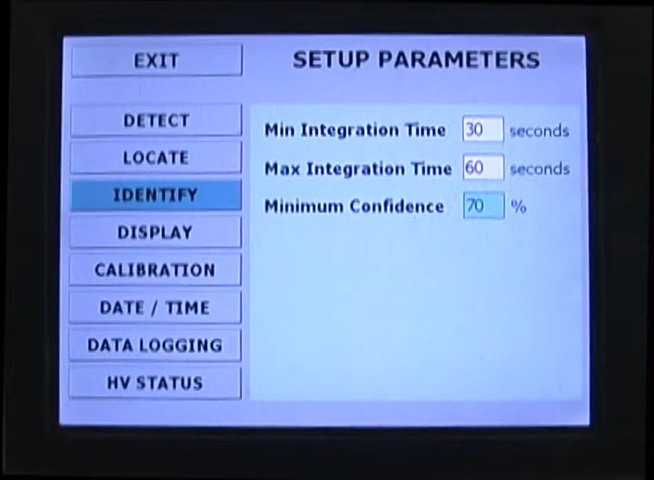 EXIT
SETUP PARAMETERS
DETECT
LOCATE
IDENTIFY
DISPLAY
CALIBRATION
DATE / TIME
DATA LOGGING
HV STATUS
Min Integration Time 30 seconds
Max Integration Time 60 seconds
Minimum Confidence 70 %